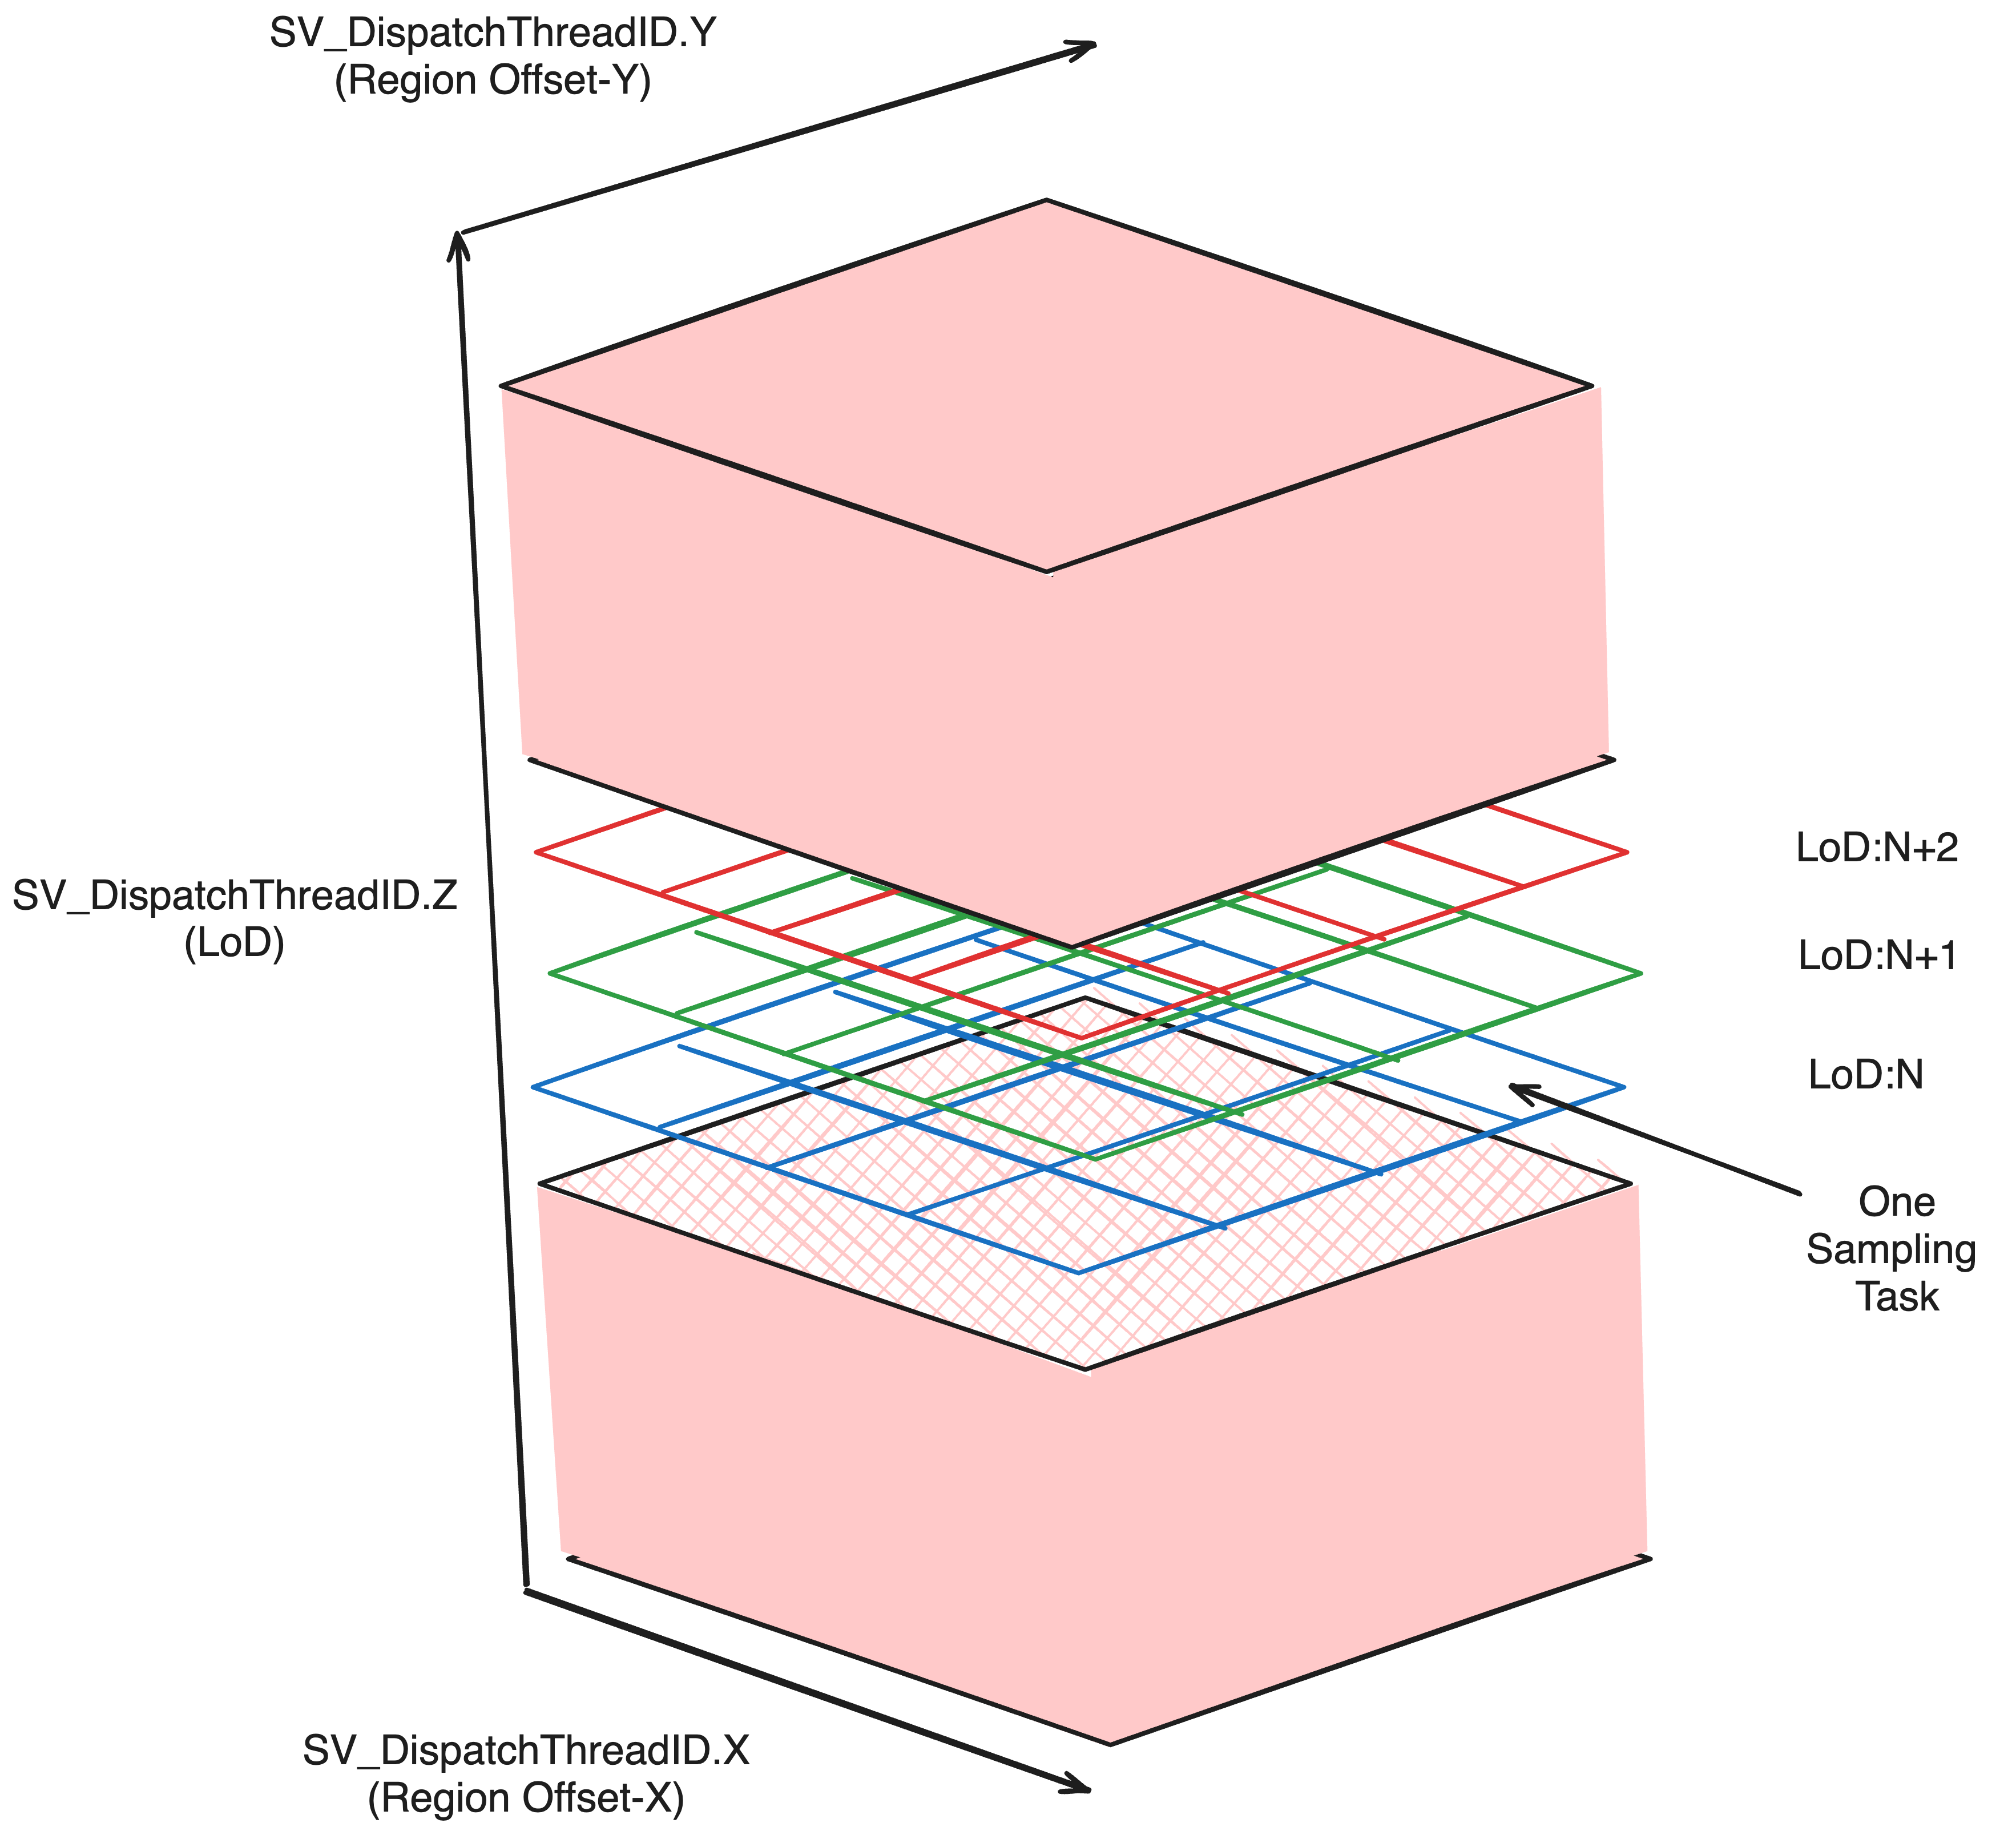 SV_DispatchThreadID.Y
(Region Offset-Y)
LoD:N+2
SV_DispatchThreadID.Z
(LoD)
LoD:N+1
LoD:N
One
Sampling
Task
SV_DispatchThreadID.X
(Region Offset-X)